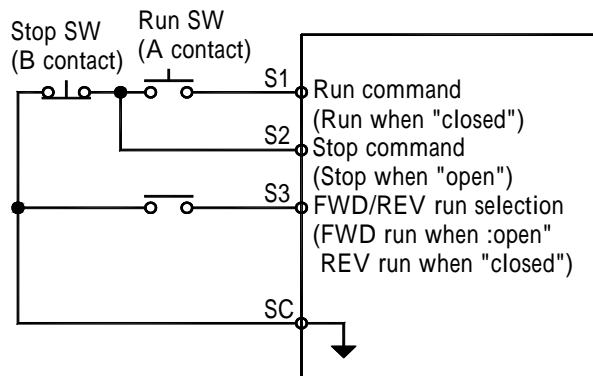 Stop SW
(B contact)
Run SW
(A contact)
S1
Run command
(Run when "closed")
S2
Stop command
(Stop when "open")
S3
FWD/REV run selection
(FWD run when :open"
REV run when "closed")
SC